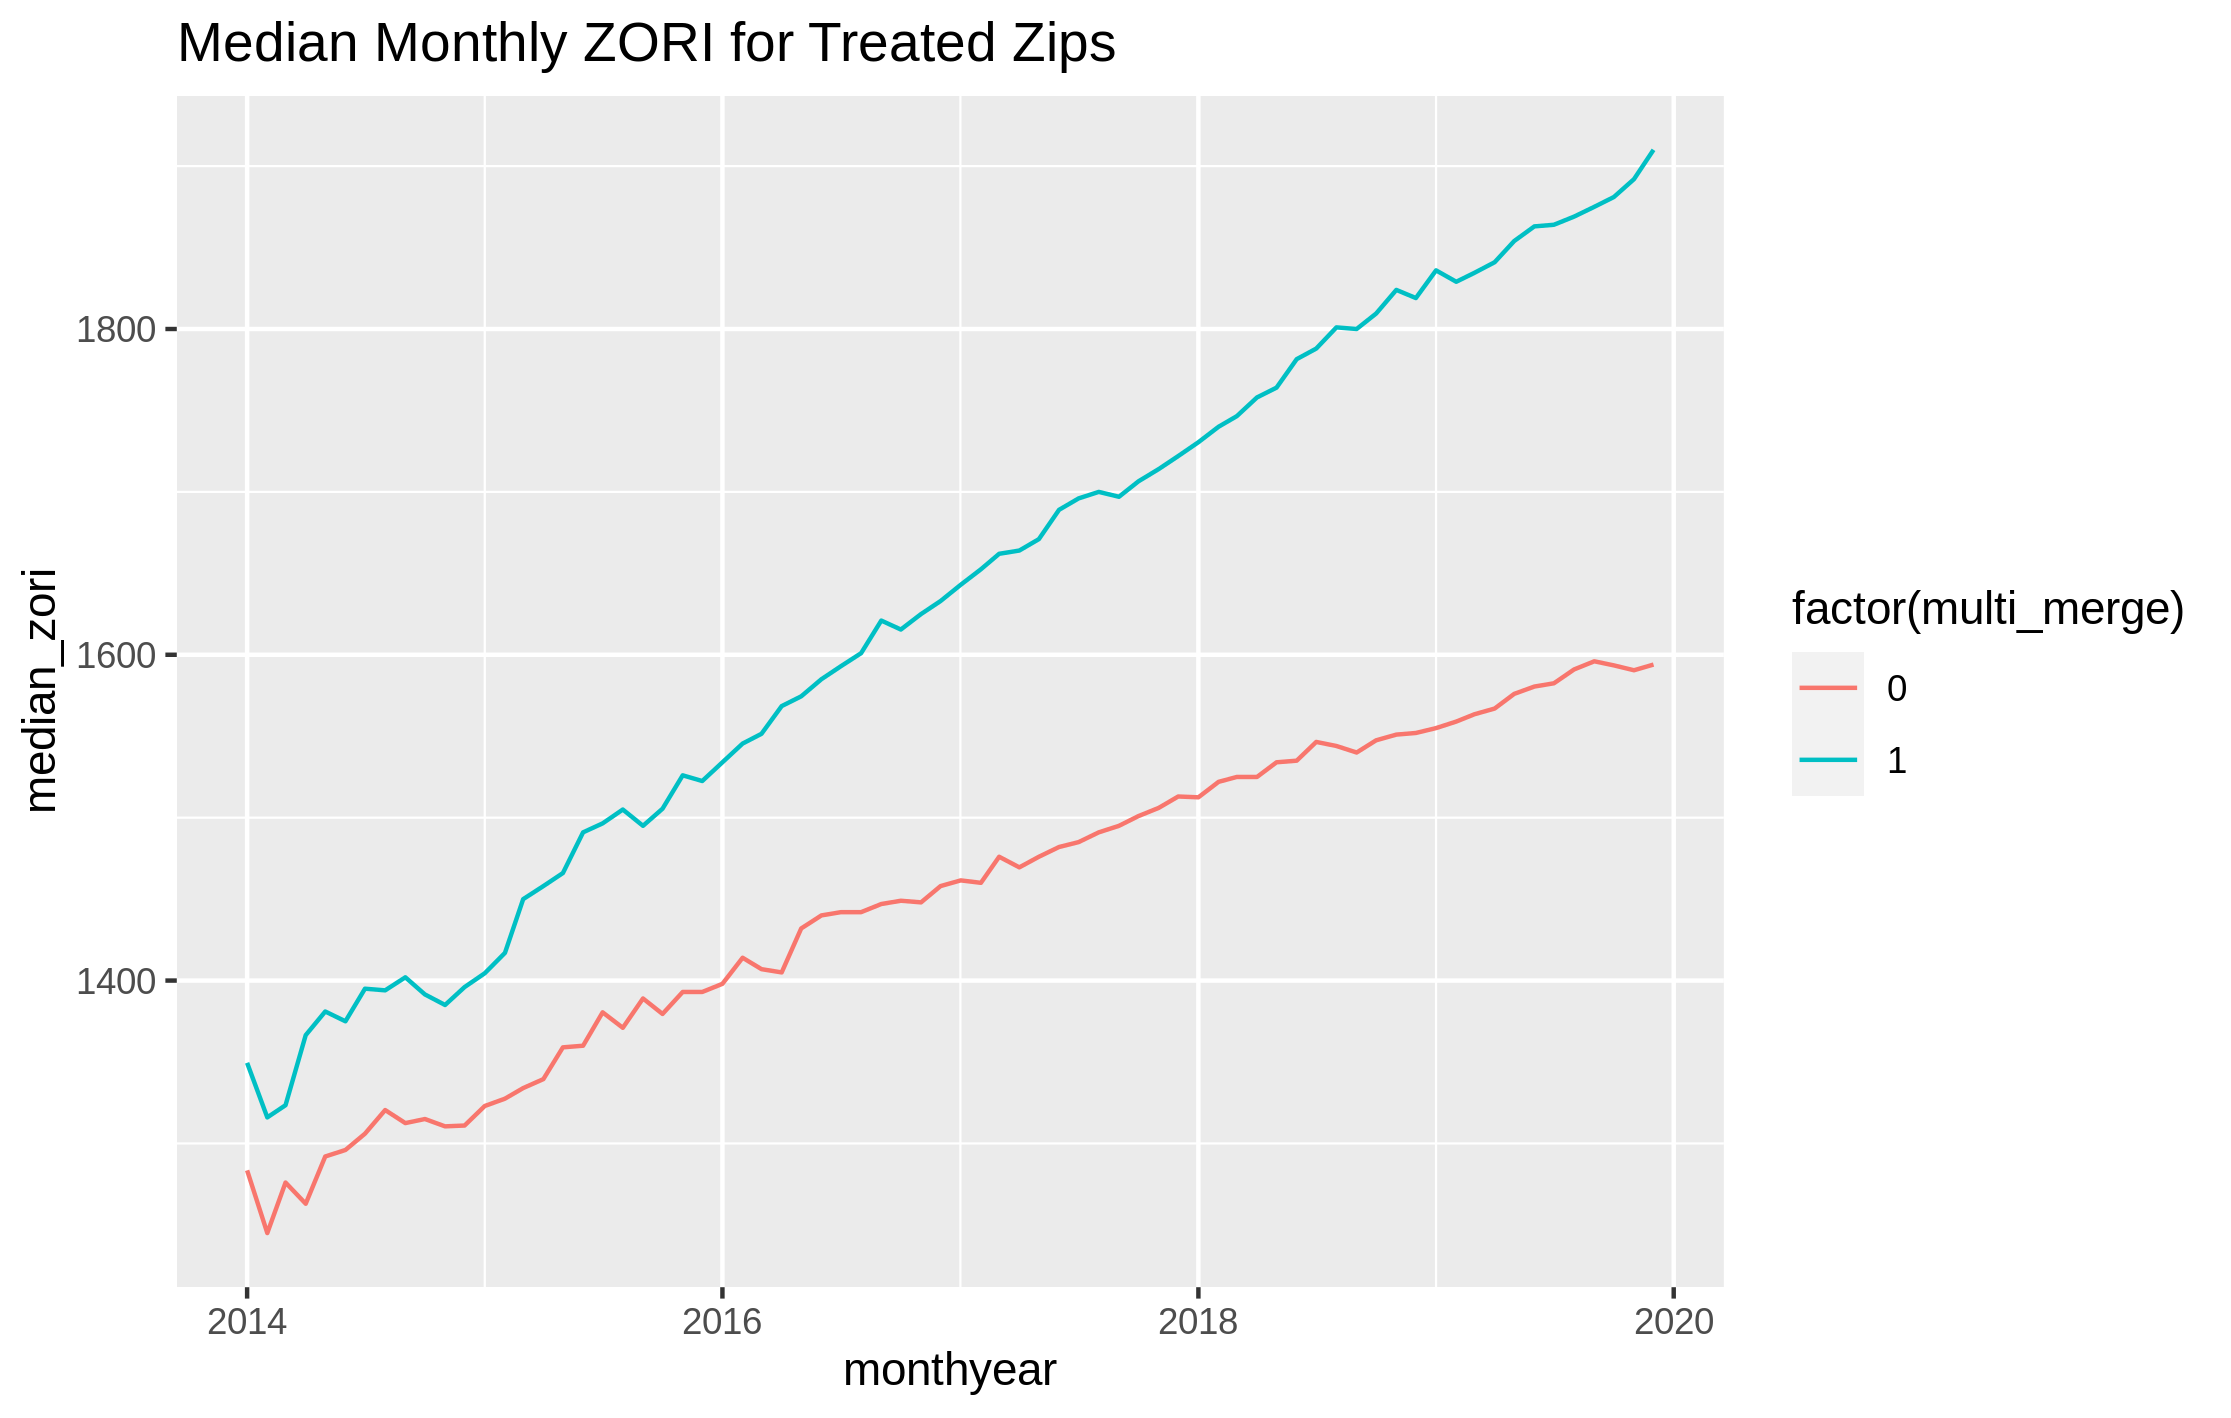 Median Monthly ZORI for Treated Zips
median_zori
1800
1600
1400
2014 2016 2018 2020
monthyear
factor(multi_merge)
0
1